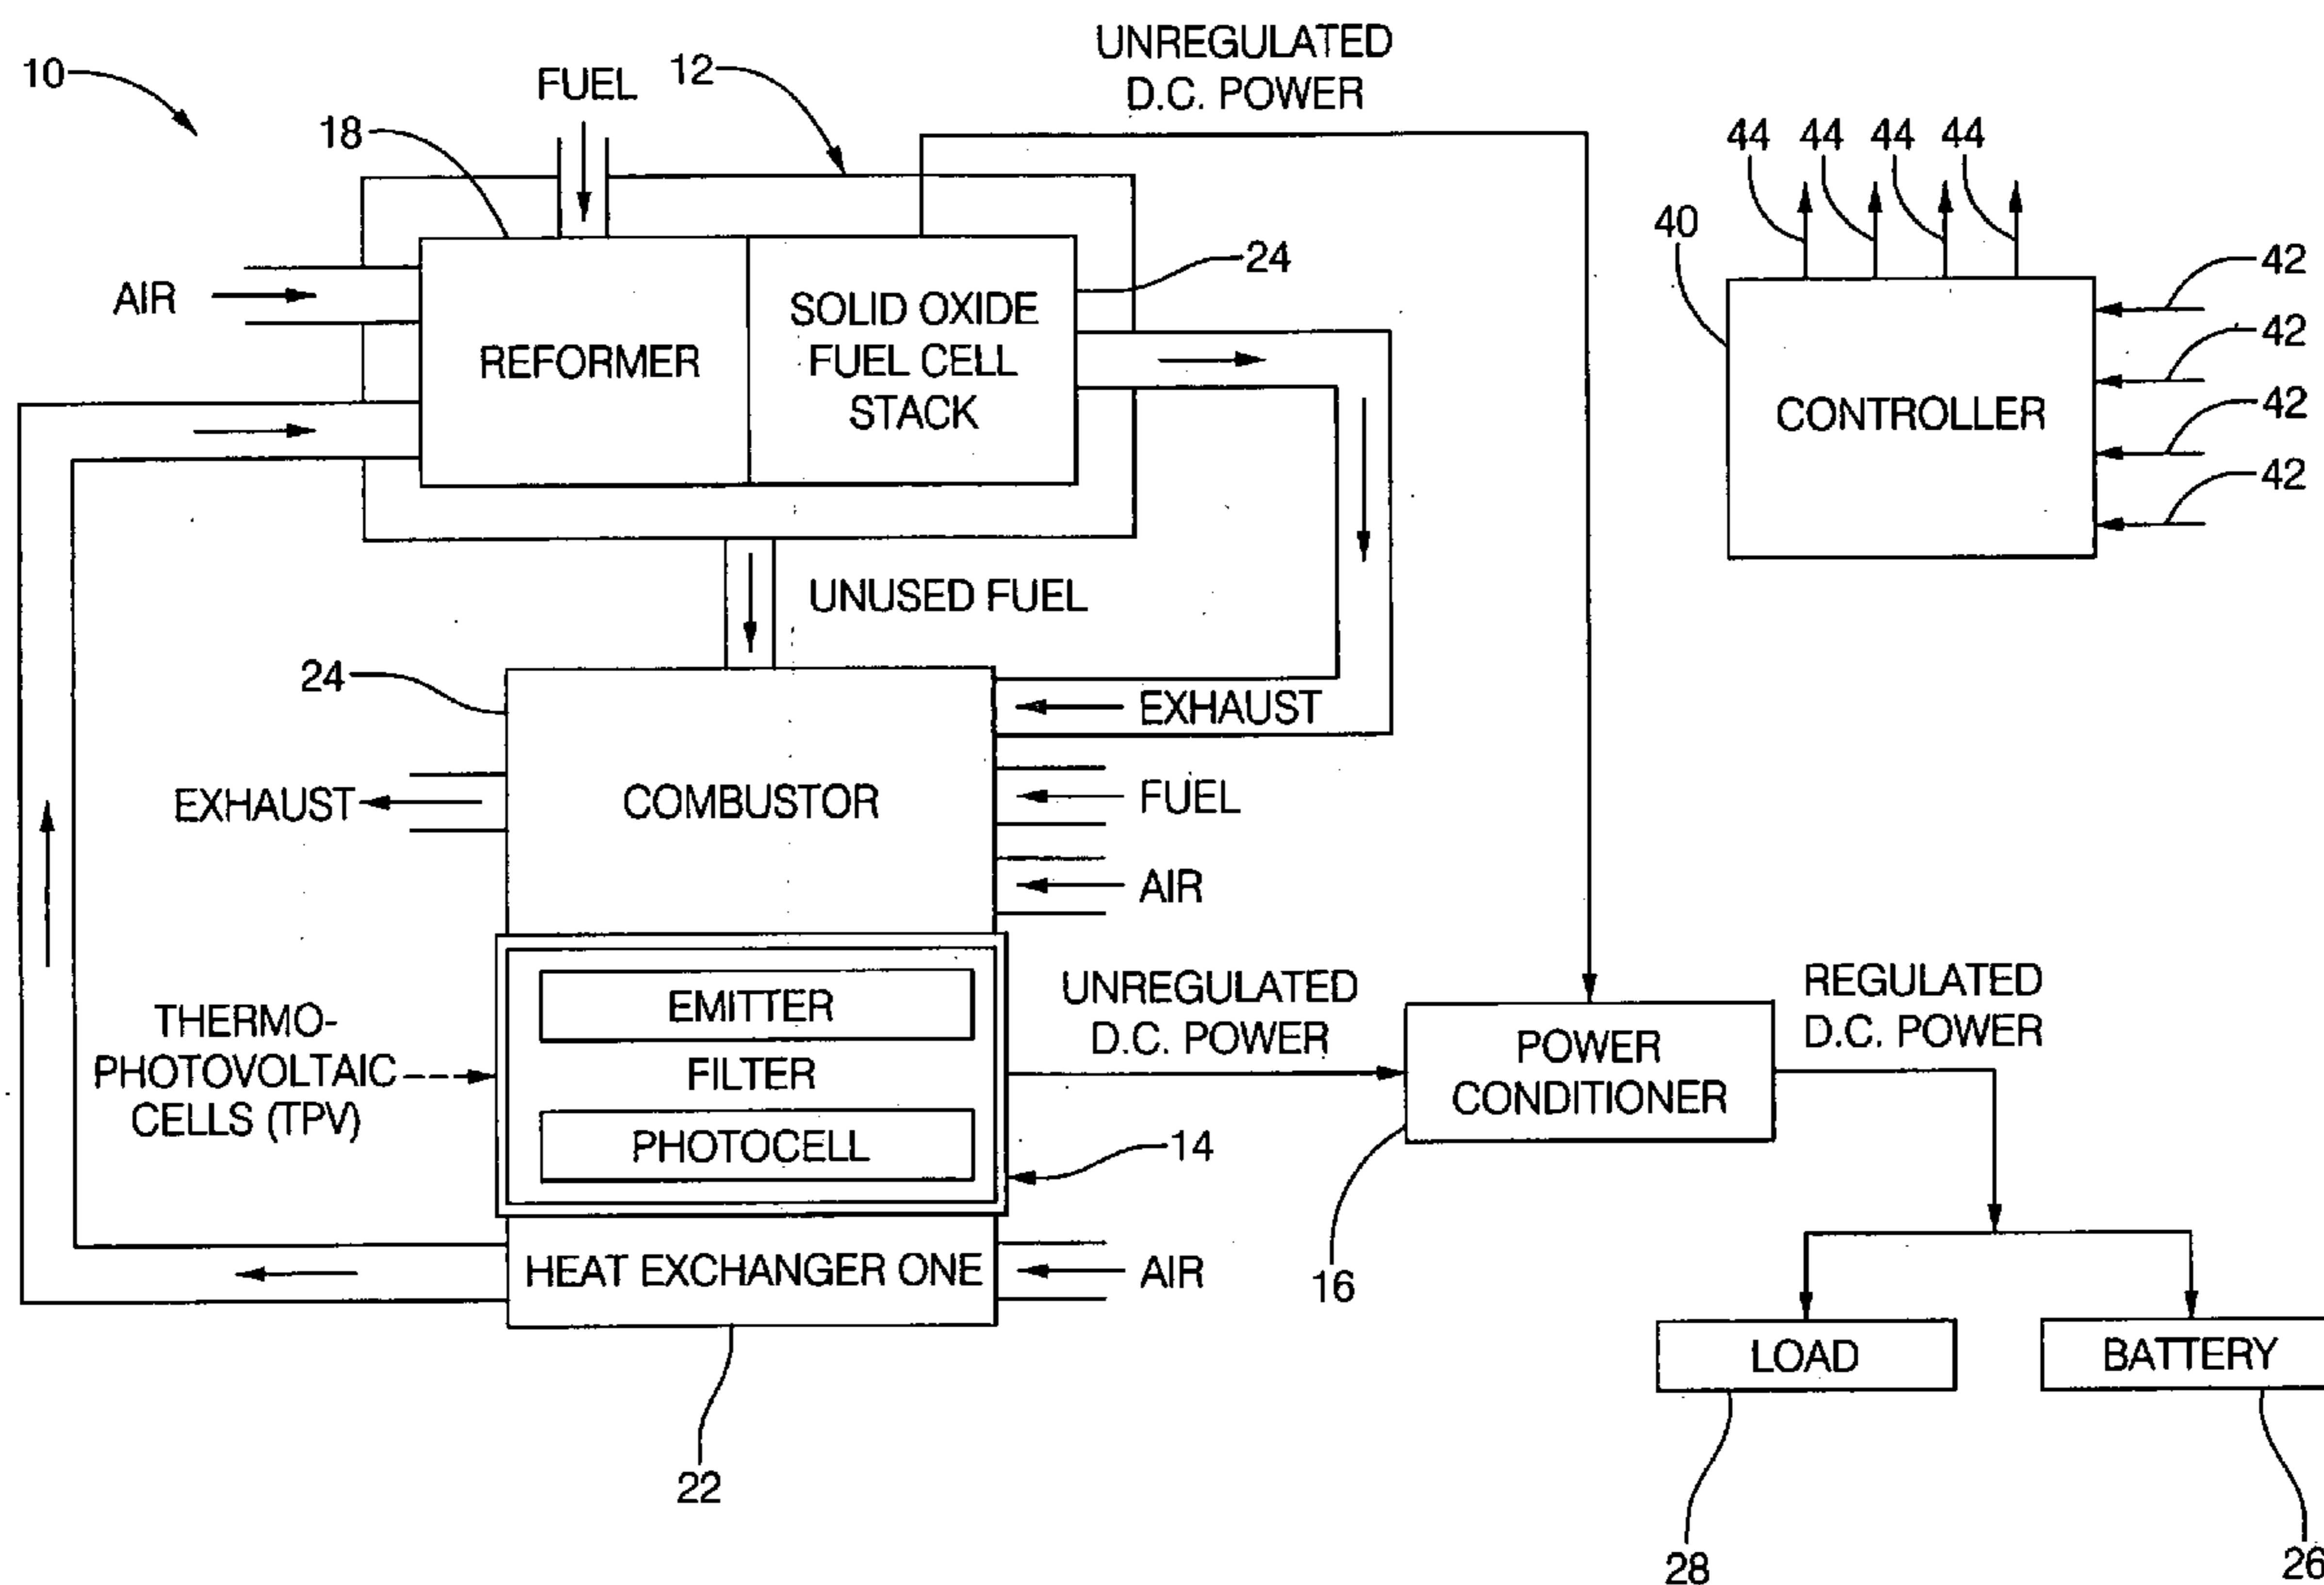 UNREGULATED
D.C. POWER
10
FUEL
12
18
44 44 44 44
40
24
42
AIR
SOLID OXIDE
FUEL CELL
STACK
REFORMER
CONTROLLER
42
42
42
UNUSED FUEL
24
EXHAUST
EXHAUST
COMBUSTOR
FUEL
AIR
THERMO-
PHOTOVOLTAIC
CELLS (TPV)
EMITTER
FILTER
PHOTOCELL
UNREGULATED
D.C. POWER
14
POWER
CONDITIONER
REGULATED
D.C. POWER
16
HEAT EXCHANGER ONE
AIR
22
LOAD
BATTERY
28
26